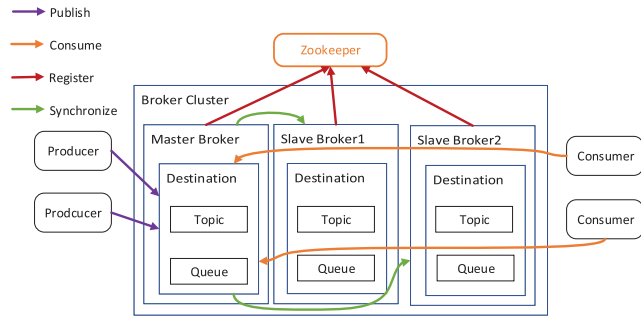 Publish
Consume
Register
Synchronize
Zookeeper
Broker Cluster
Master Broker
Slave Broker1
Slave Broker2
Producer
Prodcucer
Destination
Topic
Queue
Destination
Topic
Queue
Destination
Topic
Queue
Consumer
Consumer